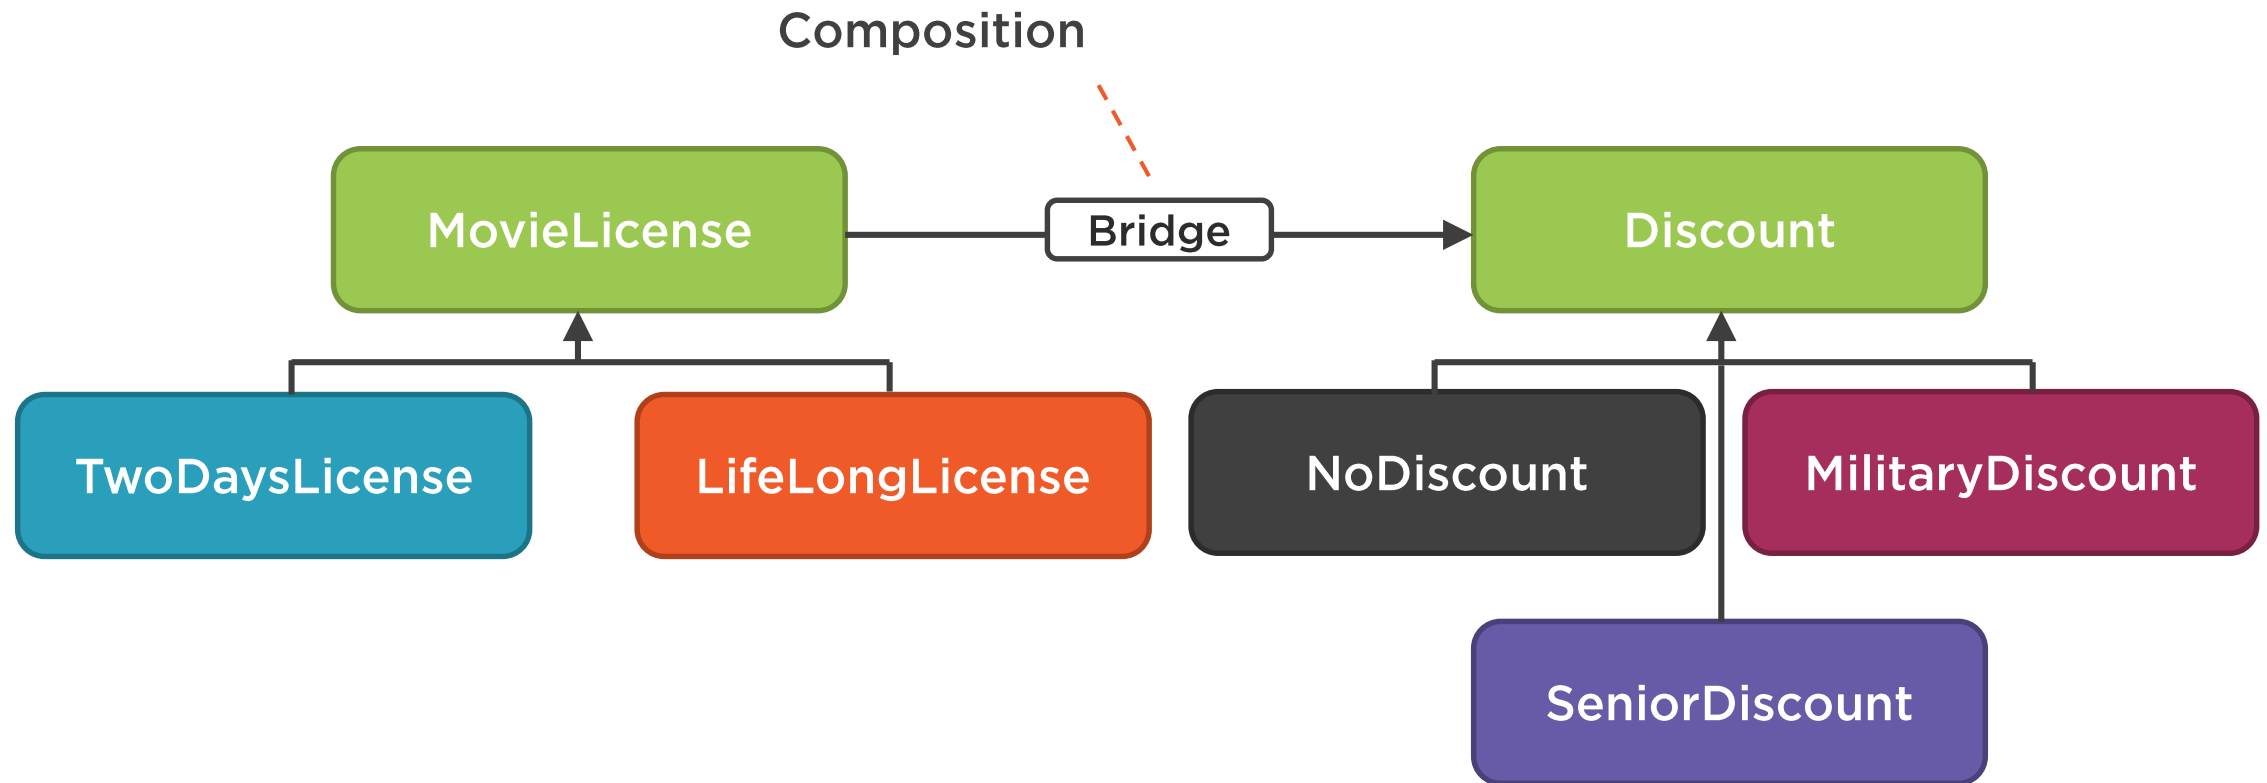 Composition
MovieLicense
Bridge
Discount
TwoDaysLicense
LifeLongLicense
NoDiscount
MilitaryDiscount
SeniorDiscount